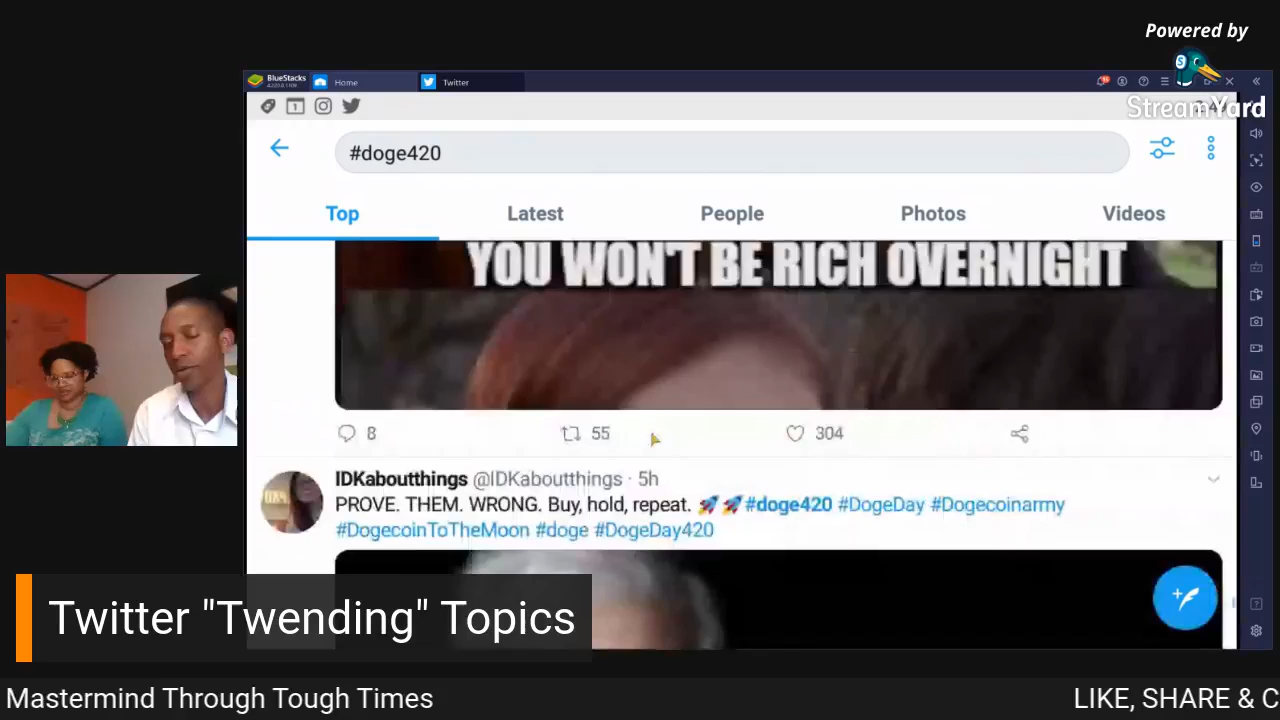 Powered by
StreamYard
BlueStacks
Home
Twitter
#doge420
Top
Latest
People
Photos
Videos
YOU WON'T BE RICH OVERNIGHT
8
55
304
IDKaboutthings @IDKaboutthings · 5h
PROVE. THEM. WRONG. Buy, hold, repeat. 🚀🚀#doge420 #DogeDay #Dogecoinarmy
#DogecoinToTheMoon #doge #DogeDay420
Twitter "Twending" Topics
Mastermind Through Tough Times
LIKE, SHARE & C